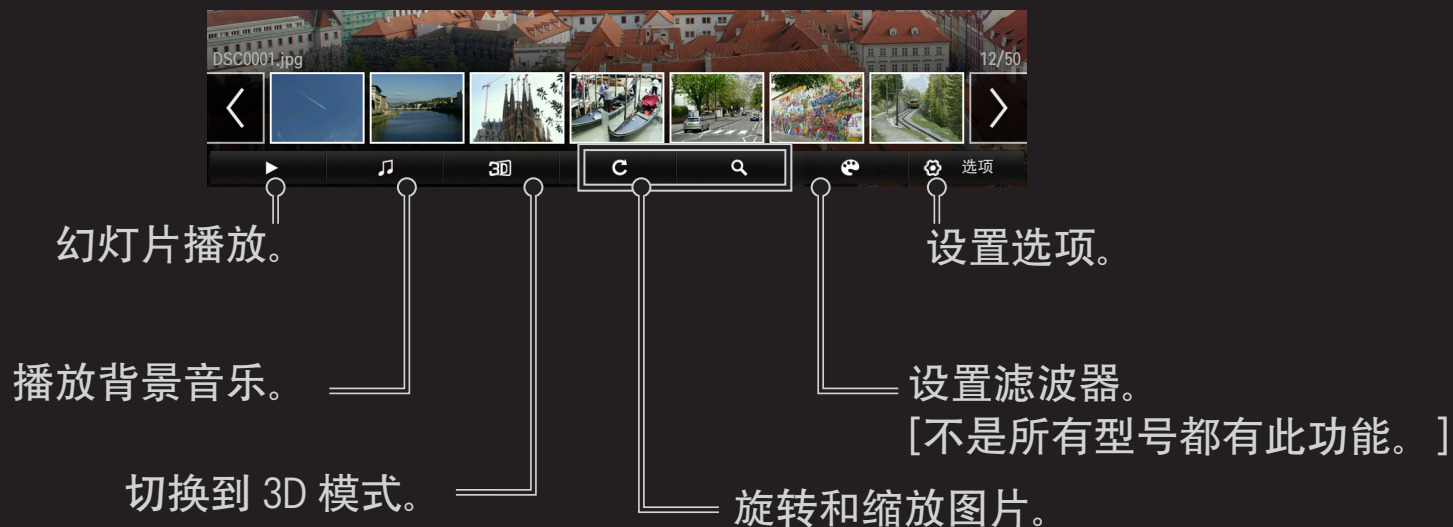 DSC0001.jpg
12/50
3D
选项
幻灯片播放。
设置选项。
播放背景音乐。
设置滤波器。
[不是所有型号都有此功能。]
切换到 3D 模式。
旋转和缩放图片。